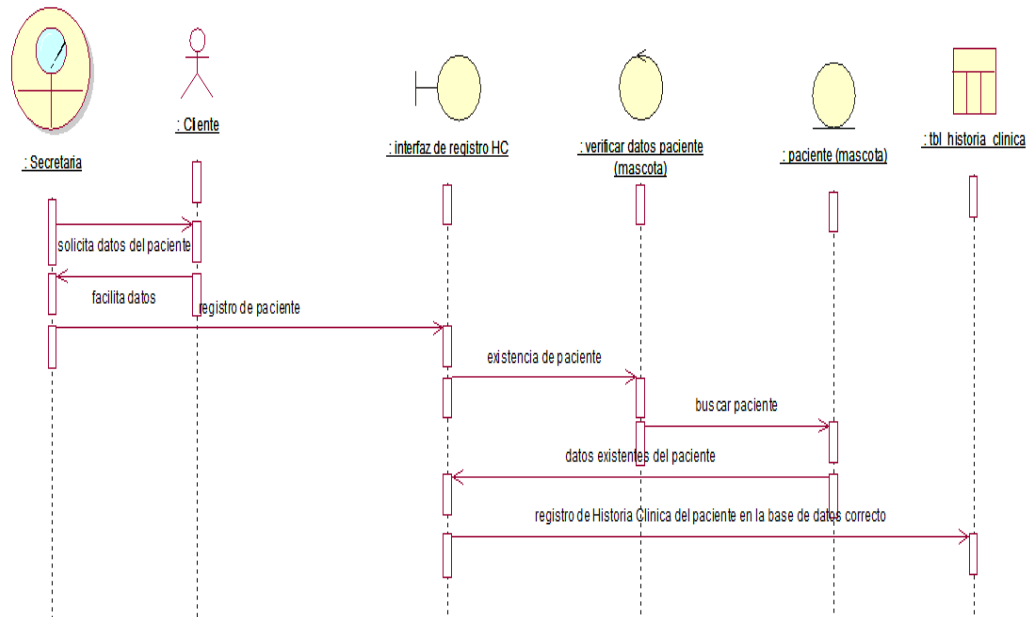 : Secretaria
: Cliente
: interfaz de registro HC
: verificar datos paciente
(mascota)
: paciente (mascota)
: tbl_historia_clinica
solicita datos del paciente
facilita datos
registro de paciente
existencia de paciente
buscar paciente
datos existentes del paciente
registro de Historia Clinica del paciente en la base de datos correcto